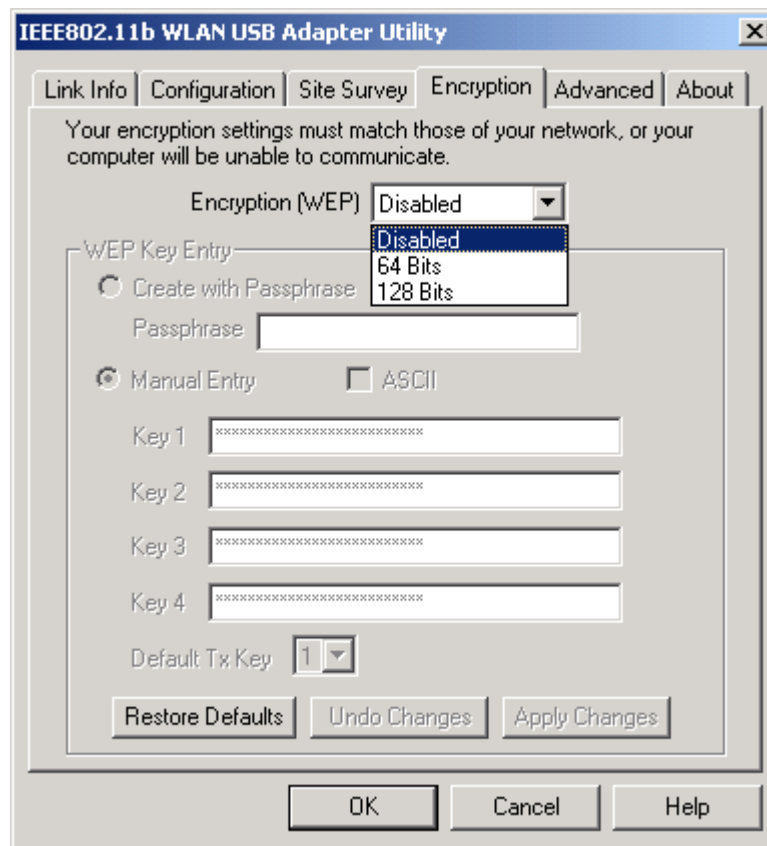 IEEE802.11b WLAN USB Adapter Utility
Link Info Configuration Site Survey Encryption Advanced About
Your encryption settings must match those of your network, or your
computer will be unable to communicate.
Encryption (WEP) Disabled
Disabled
64 Bits
128 Bits
WEP Key Entry
Create with Passphrase
Passphrase
Manual Entry ASCII
Key 1 **************************
Key 2 **************************
Key 3 **************************
Key 4 **************************
Default Tx Key 1
Restore Defaults Undo Changes Apply Changes
OK Cancel Help